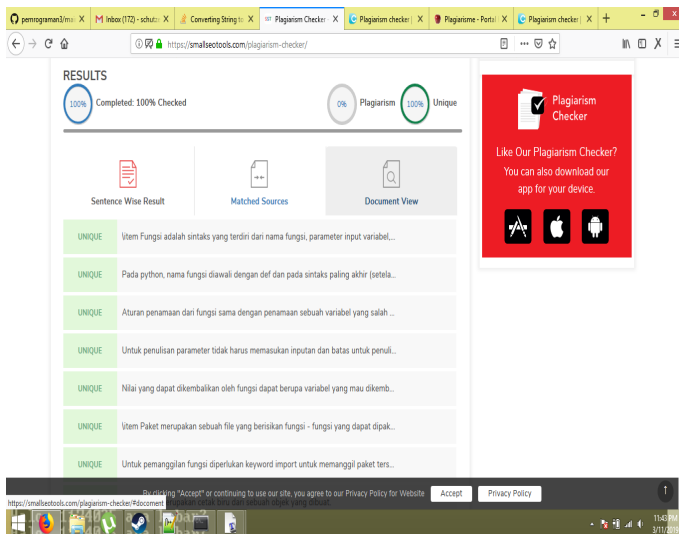 pemrograman3/ma
Inbox (172) - schut
Converting String to
Plagiarism Checker -
Plagiarism checker |
Plagiarisme - Portal
Plagiarism checker |
https://smallseotools.com/plagiarism-checker/
RESULTS
100% Completed: 100% Checked
0% Plagiarism 100% Unique
Sentence Wise Result
Matched Sources
Document View
UNIQUE \item Fungsi adalah sintaks yang terdiri dari nama fungsi, parameter input variabel,...
UNIQUE Pada python, nama fungsi diawali dengan def dan pada sintaks paling akhir (setela...
UNIQUE Aturan penamaan dari fungsi sama dengan penamaan sebuah variabel yang salah ...
UNIQUE Untuk penulisan parameter tidak harus memasukan inputan dan batas untuk penuli...
UNIQUE Nilai yang dapat dikembalikan oleh fungsi dapat berupa variabel yang mau dikemb...
UNIQUE \item Paket merupakan sebuah file yang berisikan fungsi - fungsi yang dapat dipak...
UNIQUE Untuk pemanggilan fungsi diperlukan keyword import untuk memanggil paket ters...
Plagiarism
Checker
Like Our Plagiarism Checker?
You can also download our
app for your device.
By clicking "Accept" or continuing to use our site, you agree to our Privacy Policy for Website
Accept
Privacy Policy
https://smallseotools.com/plagiarism-checker/#document
cetak biru dari sebuah objek yang dibuat.
11:43 PM
3/11/2019